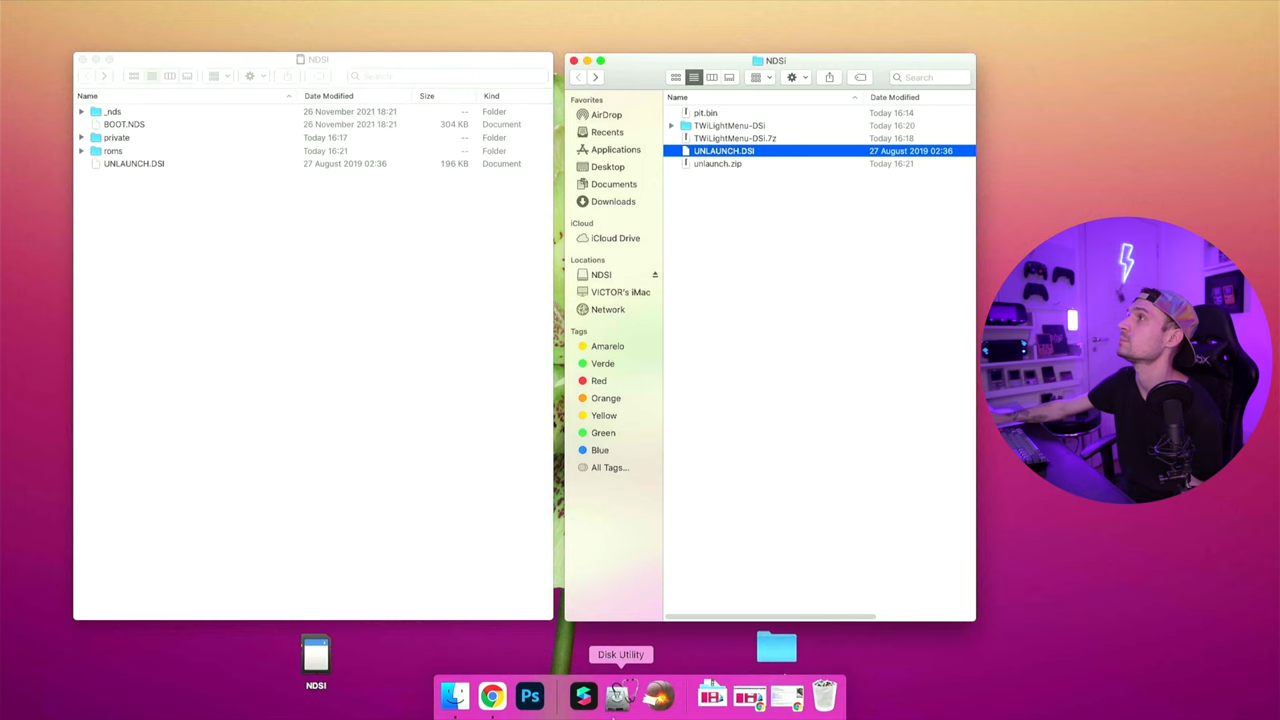 NDSI
Search
Name
Date Modified
Size
Kind
_nds
26 November 2021 18:21
--
Folder
BOOT.NDS
26 November 2021 18:21
304 KB
Document
private
Today 16:17
--
Folder
roms
Today 16:21
--
Folder
UNLAUNCH.DSI
27 August 2019 02:36
196 KB
Document
NDSi
Search
Favorites
AirDrop
Recents
Applications
Desktop
Documents
Downloads
iCloud
iCloud Drive
Locations
NDSI
VICTOR's iMac
Network
Tags
Amarelo
Verde
Red
Orange
Yellow
Green
Blue
All Tags...
Name
Date Modified
pit.bin
Today 16:14
TWiLightMenu-DSi
Today 16:20
TWiLightMenu-DSi.7z
Today 16:18
UNLAUNCH.DSI
27 August 2019 02:36
unlaunch.zip
Today 16:21
NDSI
Disk Utility
Ps